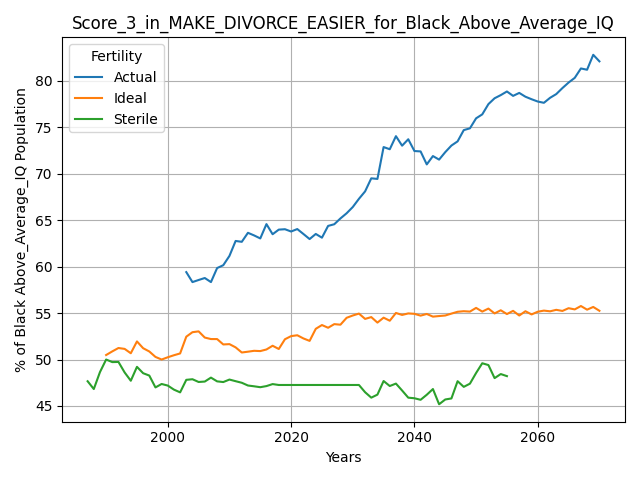 Score_3_in_MAKE_DIVORCE_EASIER_for_Black_Above_Average_IQ
Fertility
Actual
Ideal
Sterile
% of Black Above_Average_IQ Population
80
75
70
65
60
55
50
45
2000
2020
2040
2060
Years